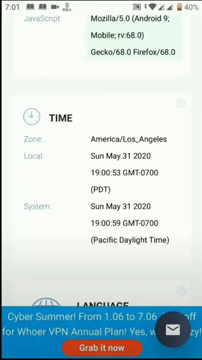 7:01
40%
JavaScript: Mozilla/5.0 (Android 9;
Mobile; rv:68.0)
Gecko/68.0 Firefox/68.0
TIME
Zone: America/Los_Angeles
Local: Sun May 31 2020
19:00:53 GMT-0700
(PDT)
System: Sun May 31 2020
19:00:59 GMT-0700
(Pacific Daylight Time)
LANGUAGE
Cyber Summer! From 1.06 to 7.06
for Whoer VPN Annual Plan! Yes,
Grab it now